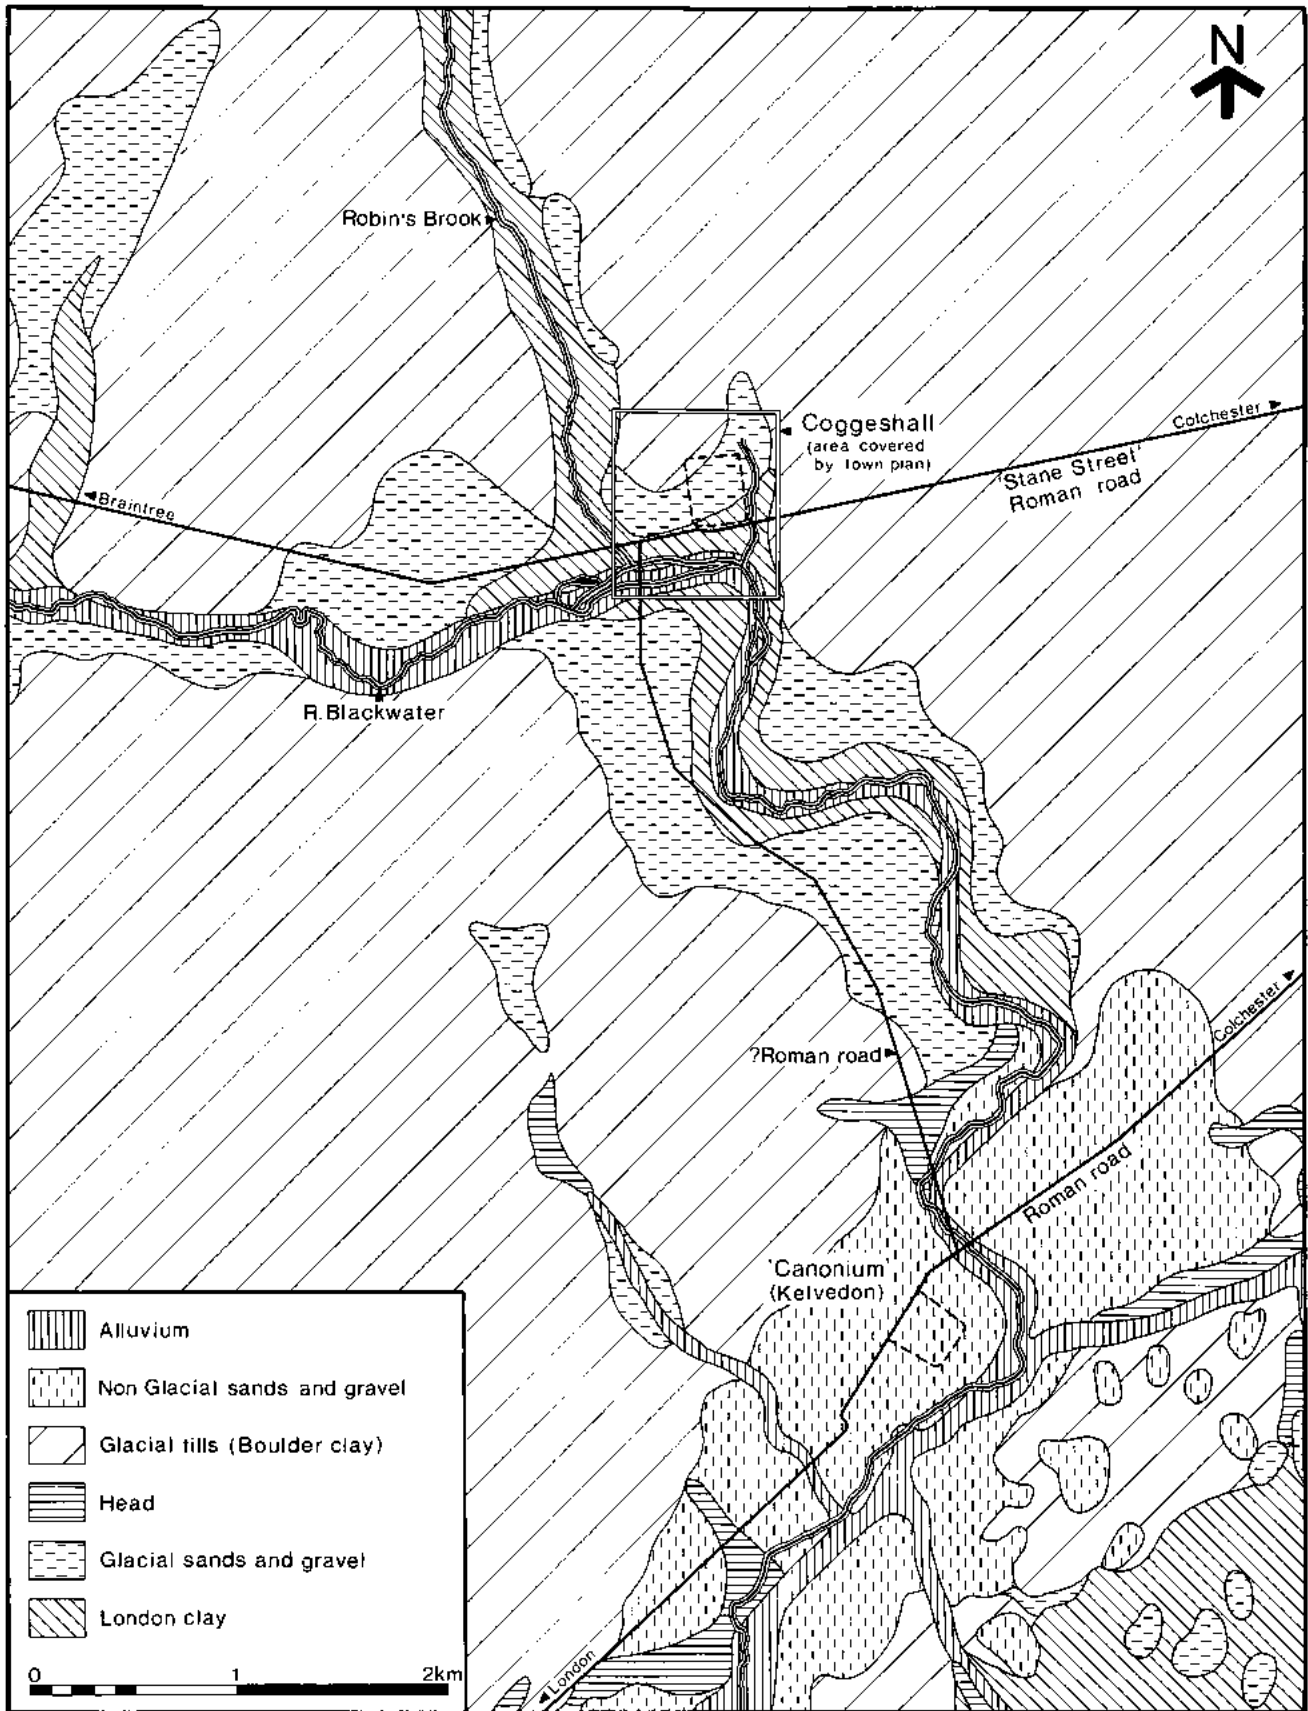 N
Robin's Brook
Coggeshall
(area covered
by town plan)
Colchester
'Stane Street'
Roman road
Braintree
R. Blackwater
?Roman road
Colchester
Roman road
'Canonium'
(Kelvedon)
London
Alluvium
Non Glacial sands and gravel
Glacial tills (Boulder clay)
Head
Glacial sands and gravel
London clay
0 1 2km